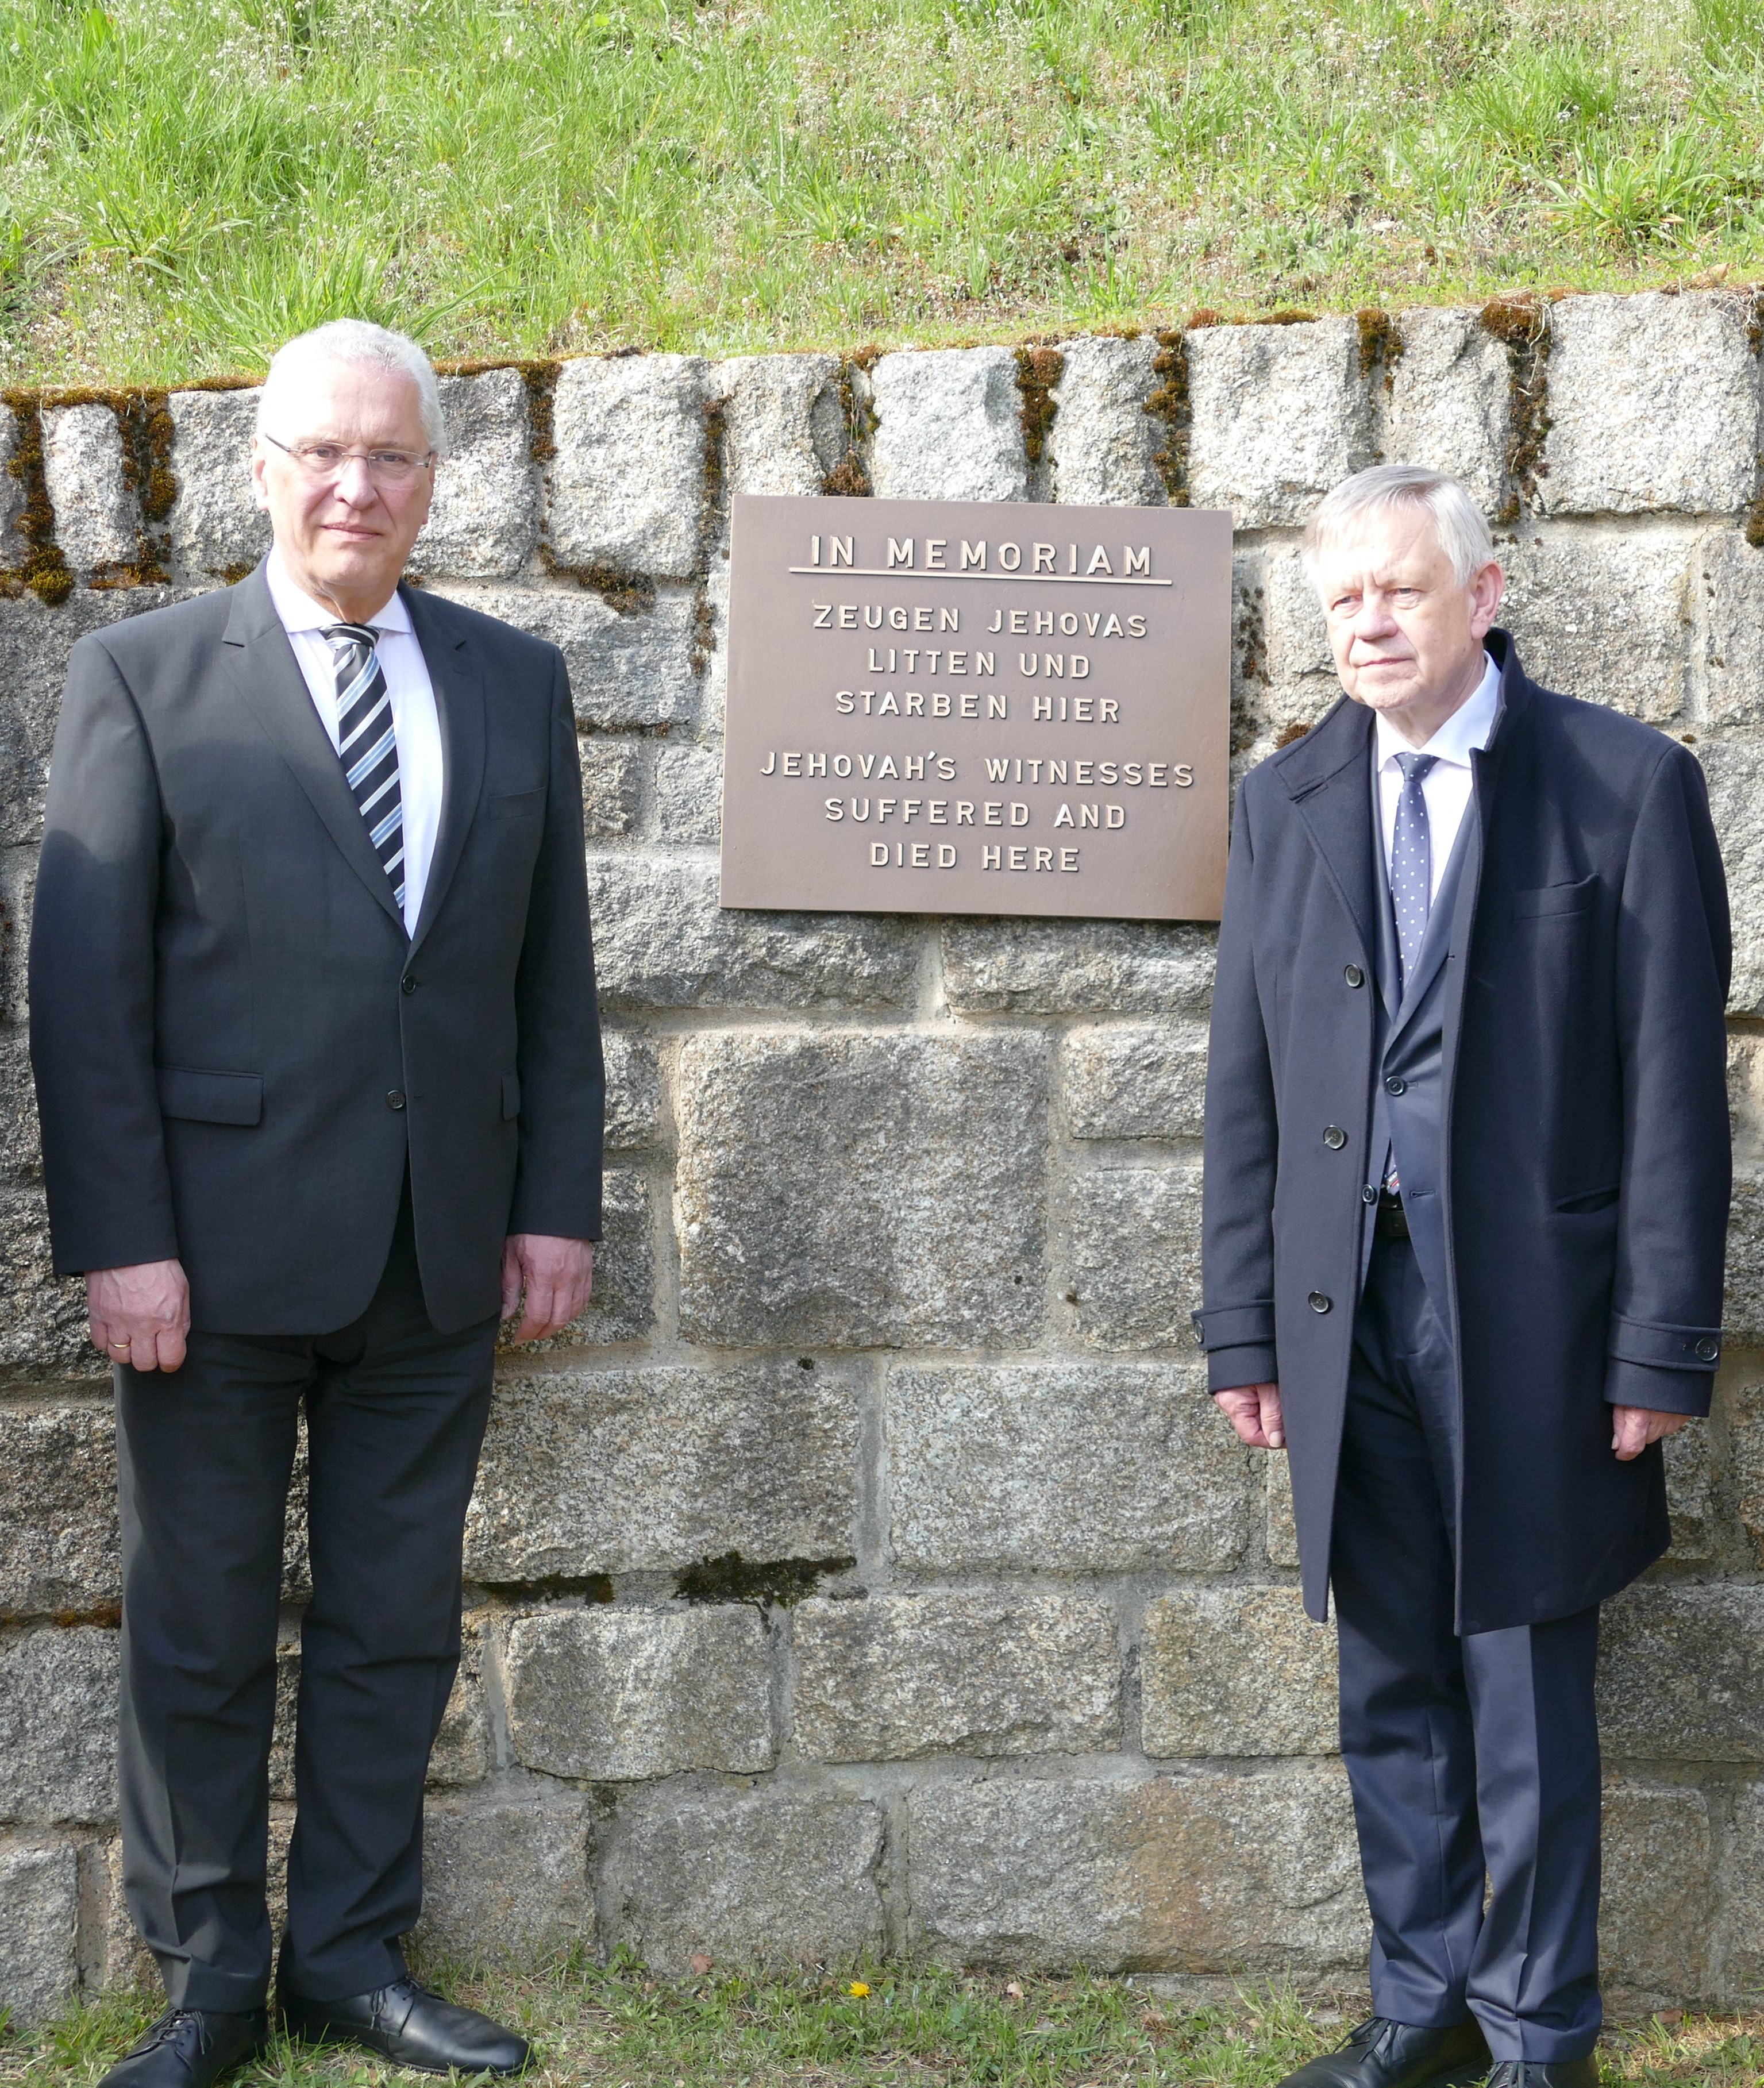 IN MEMORIAM
ZEUGEN JEHOVAS
LITTEN UND
STARBEN HIER
JEHOVAH'S WITNESSES
SUFFERED AND
DIED HERE